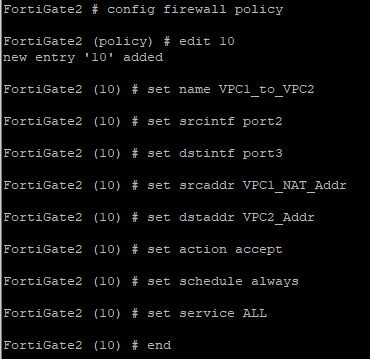 FortiGate2 # config firewall policy
FortiGate2 (policy) # edit 10
new entry '10' added
FortiGate2 (10) # set name VPC1_to_VPC2
FortiGate2 (10) # set srcintf port2
FortiGate2 (10) # set dstintf port3
FortiGate2 (10) # set srcaddr VPC1_NAT_Addr
FortiGate2 (10) # set dstaddr VPC2_Addr
FortiGate2 (10) # set action accept
FortiGate2 (10) # set schedule always
FortiGate2 (10) # set service ALL
FortiGate2 (10) # end